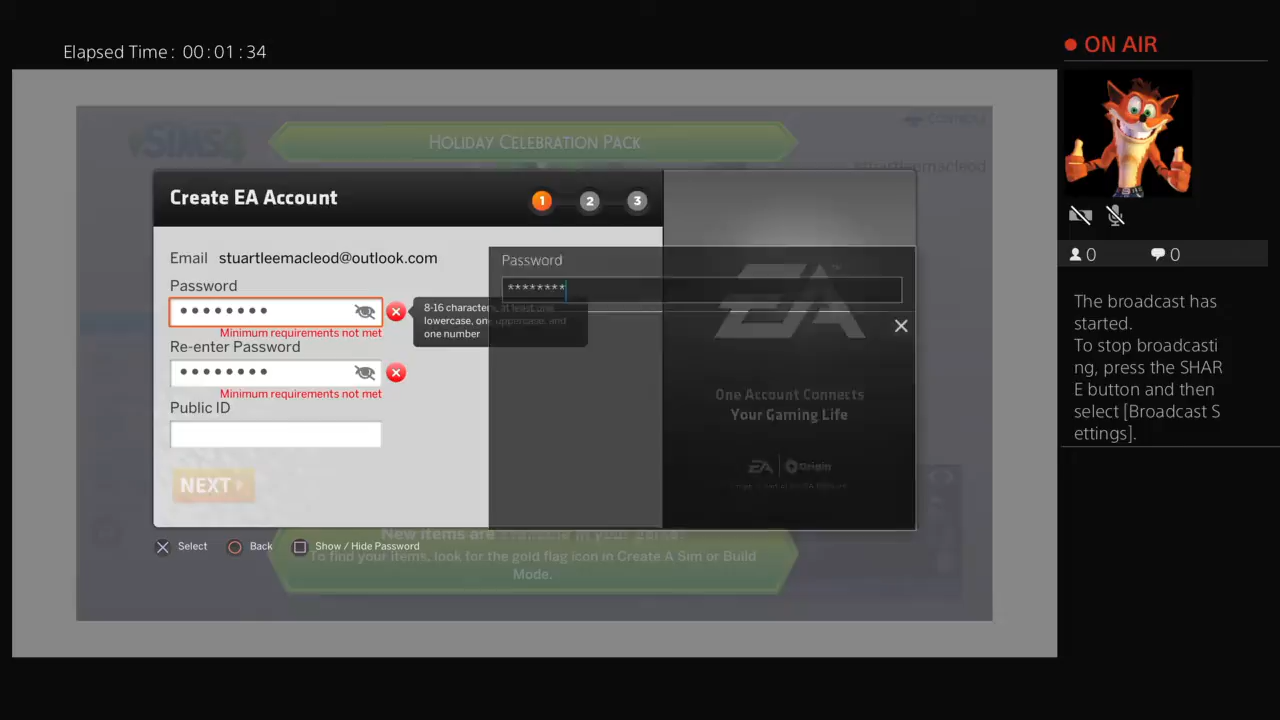 Elapsed Time: 00:01:34
ON AIR
SIMS4
HOLIDAY CELEBRATION PACK
stuartleemacleod
Create EA Account
1 2 3
Email stuartleemacleod@outlook.com
Password
Minimum requirements not met
Re-enter Password
Minimum requirements not met
Public ID
NEXT
Password
********
8-16 characters, at least one
lowercase, one uppercase, and
one number
EA
One Account Connects
Your Gaming Life
EA Origin
Select Back Show / Hide Password
New items are available in your game!
To find your items, look for the gold flag icon in Create A Sim or Build
Mode.
0 0
The broadcast has
started.
To stop broadcasti
ng, press the SHAR
E button and then
select [Broadcast S
ettings].